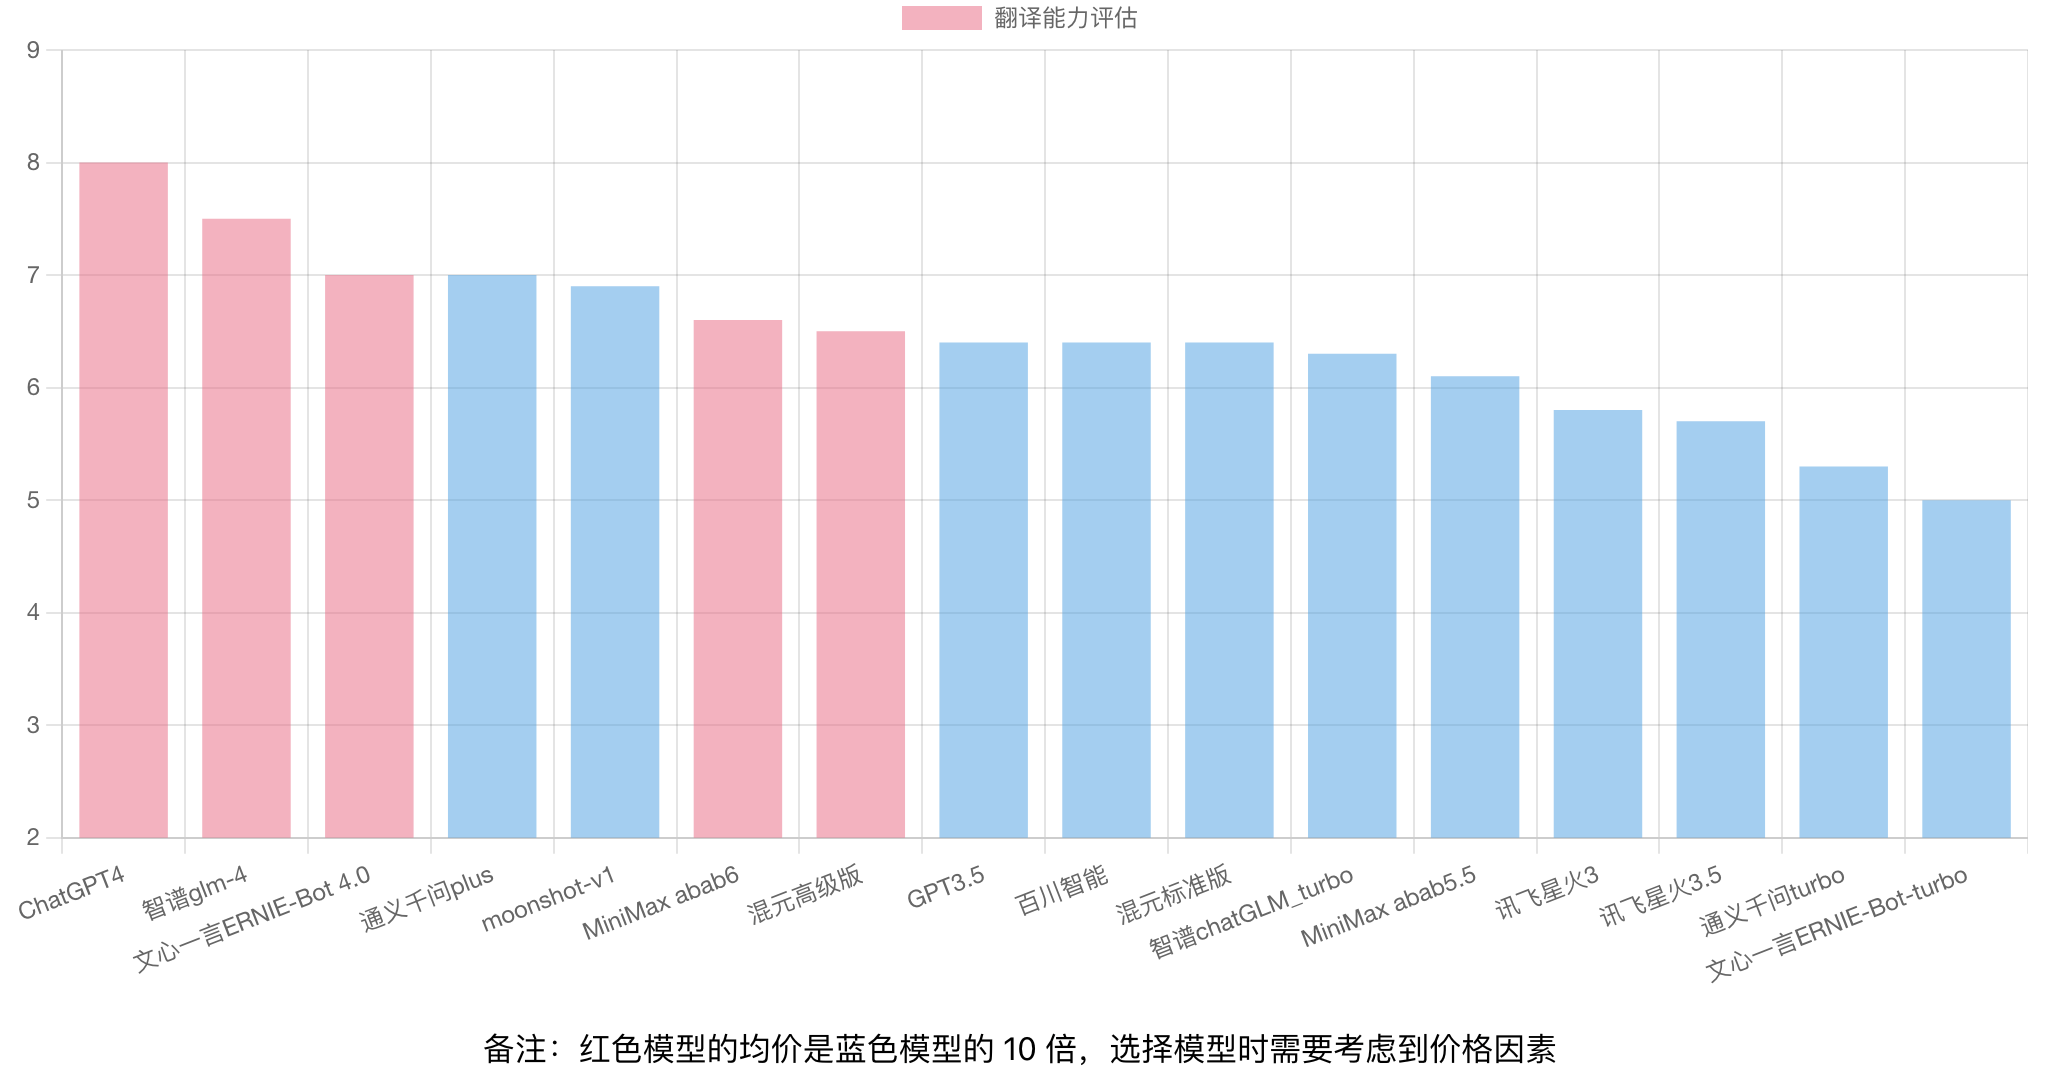 翻译能力评估
9
8
7
6
5
4
3
2
ChatGPT4
智谱glm-4
文心一言ERNIE-Bot 4.0
通义千问plus
moonshot-v1
MiniMax abab6
混元高级版
GPT3.5
百川智能
混元标准版
智谱chatGLM_turbo
MiniMax abab5.5
讯飞星火3
讯飞星火3.5
通义千问turbo
文心一言ERNIE-Bot-turbo
备注：红色模型的均价是蓝色模型的 10 倍，选择模型时需要考虑到价格因素